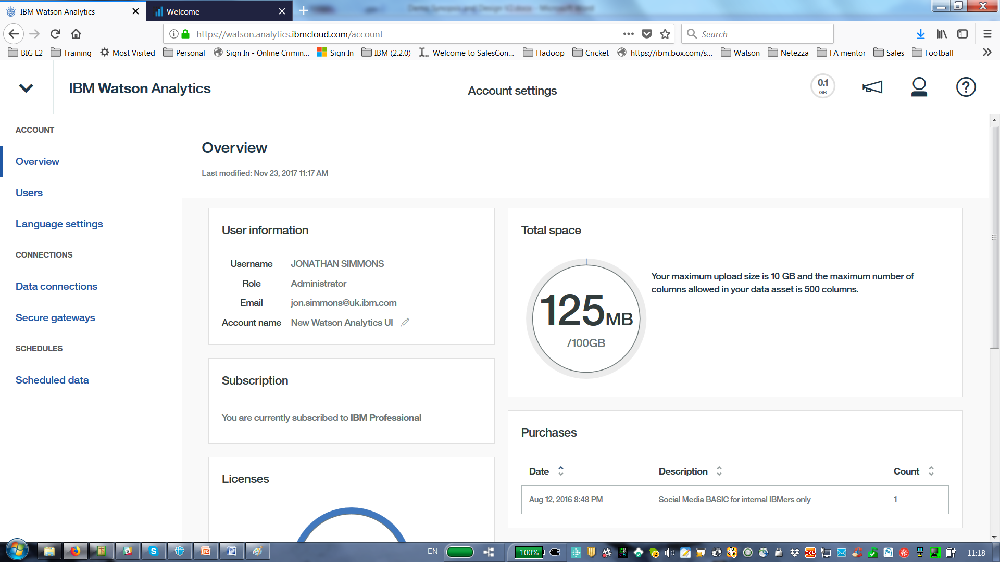 IBM Watson Analytics
Welcome
https://watson.analytics.ibmcloud.com/account
Search
BIG L2
Training
Most Visited
Personal
Sign In - Online Crimin...
Sign In
IBM (2.2.0)
Welcome to SalesCon...
Hadoop
Cricket
https://ibm.box.com/s...
Watson
Netezza
FA mentor
Sales
Football
IBM Watson Analytics
Account settings
0.1
GB
ACCOUNT
Overview
Users
Language settings
CONNECTIONS
Data connections
Secure gateways
SCHEDULES
Scheduled data
Overview
Last modified: Nov 23, 2017 11:17 AM
User information
Username JONATHAN SIMMONS
Role Administrator
Email jon.simmons@uk.ibm.com
Account name New Watson Analytics UI
Subscription
You are currently subscribed to IBM Professional
Licenses
Total space
125MB
/100GB
Your maximum upload size is 10 GB and the maximum number of
columns allowed in your data asset is 500 columns.
Purchases
Date Description Count
Aug 12, 2016 8:48 PM Social Media BASIC for internal IBMers only 1
EN
100%
11:18